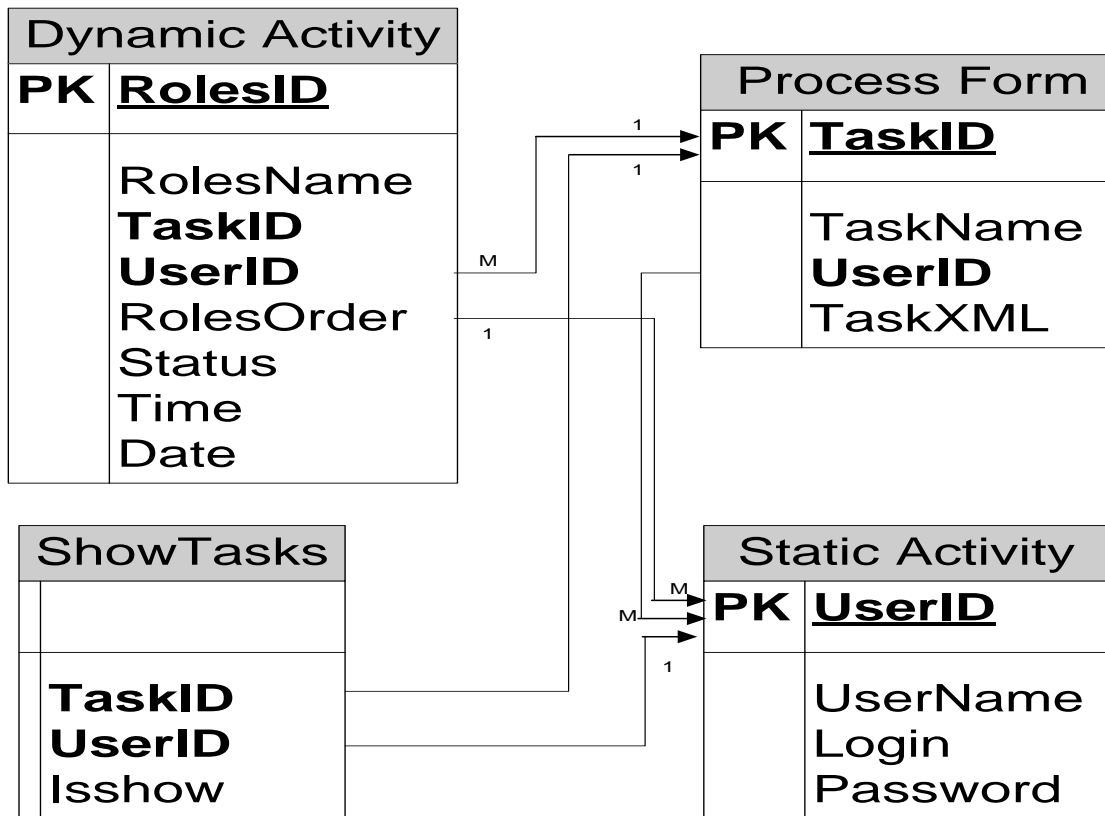 Dynamic Activity
PK RolesID
RolesName
TaskID
UserID
RolesOrder
Status
Time
Date
M
1
1
1
Process Form
PK TaskID
TaskName
UserID
TaskXML
ShowTasks
TaskID
UserID
Isshow
M
M
1
Static Activity
PK UserID
UserName
Login
Password